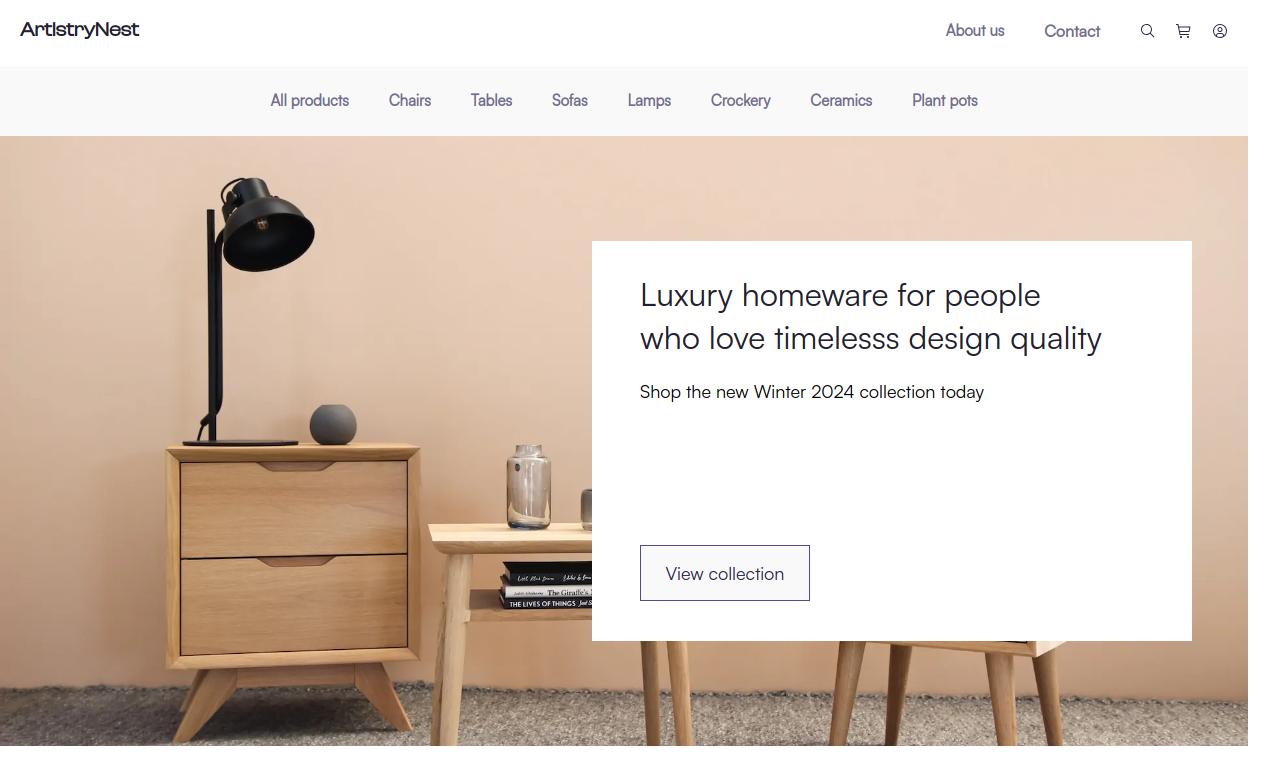 ArtistryNest
About us
Contact
All products
Chairs
Tables
Sofas
Lamps
Crockery
Ceramics
Plant pots
Luxury homeware for people
who love timelesss design quality
Shop the new Winter 2024 collection today
View collection
The Giraffe's
THE LIVES OF THINGS